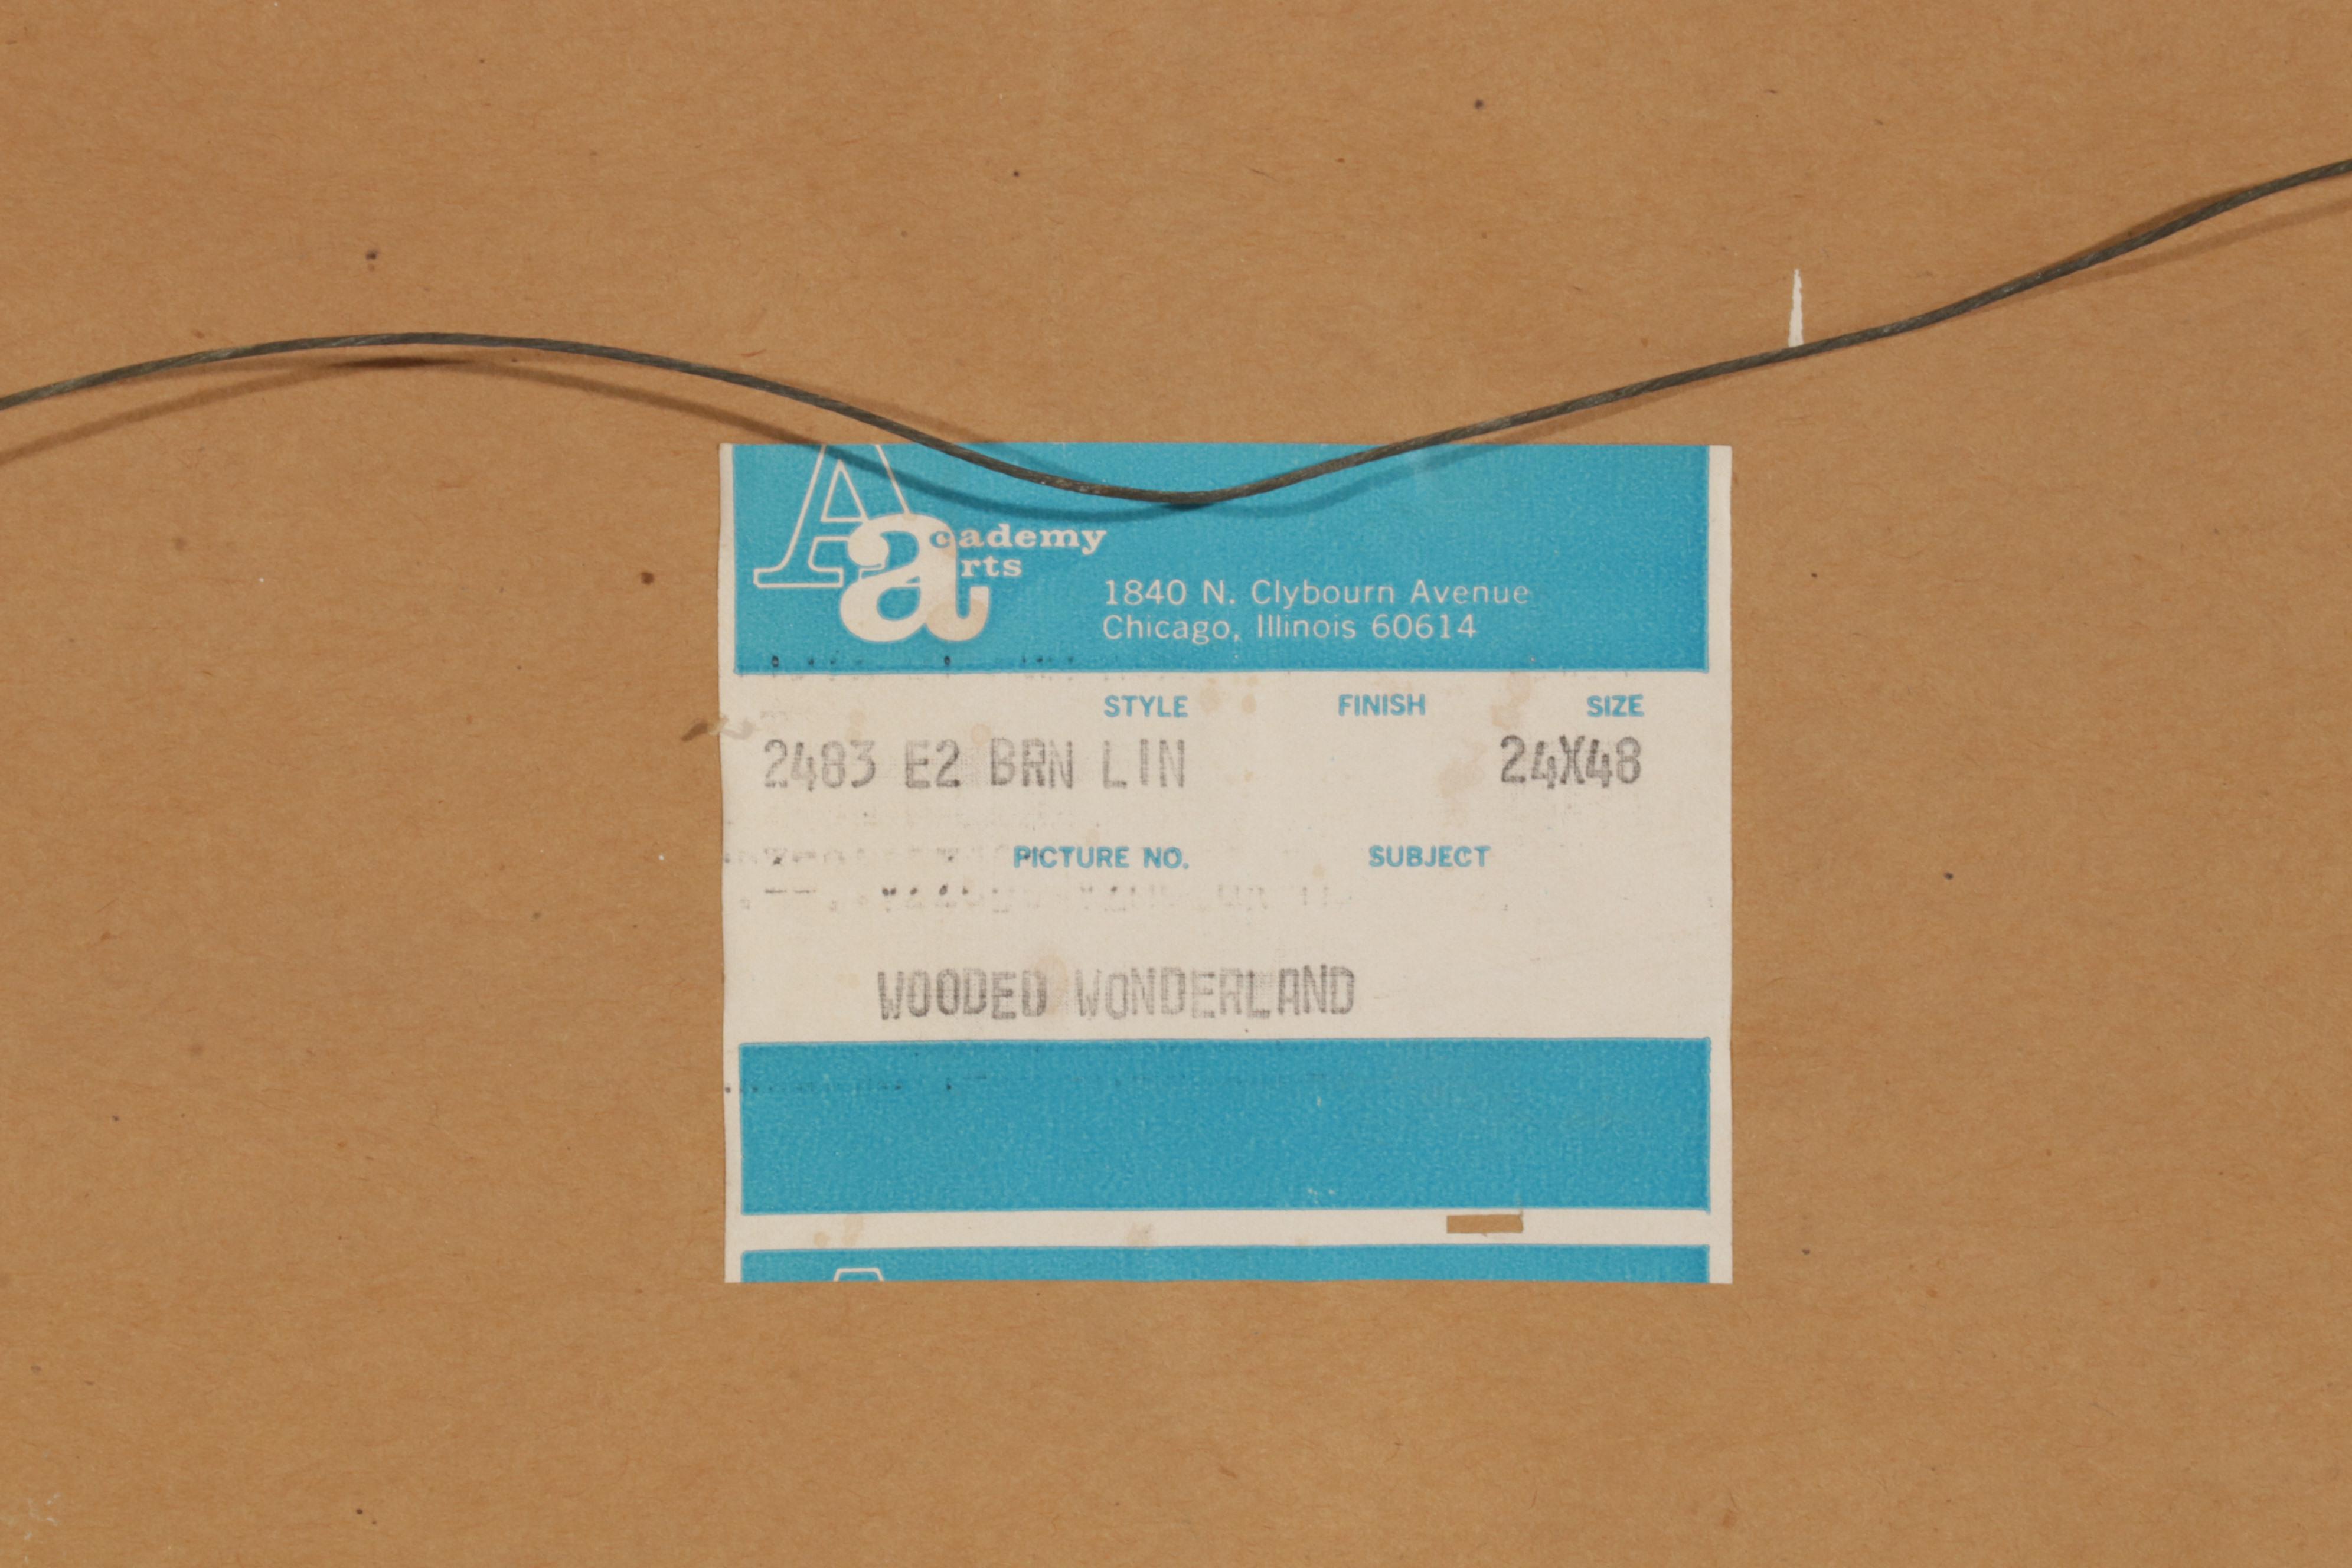 Academy
Arts
1840 N. Clybourn Avenue
Chicago, Illinois 60614
STYLE FINISH SIZE
2483 E2 BRN LIN 24X48
PICTURE NO. SUBJECT
WOODED WONDERLAND